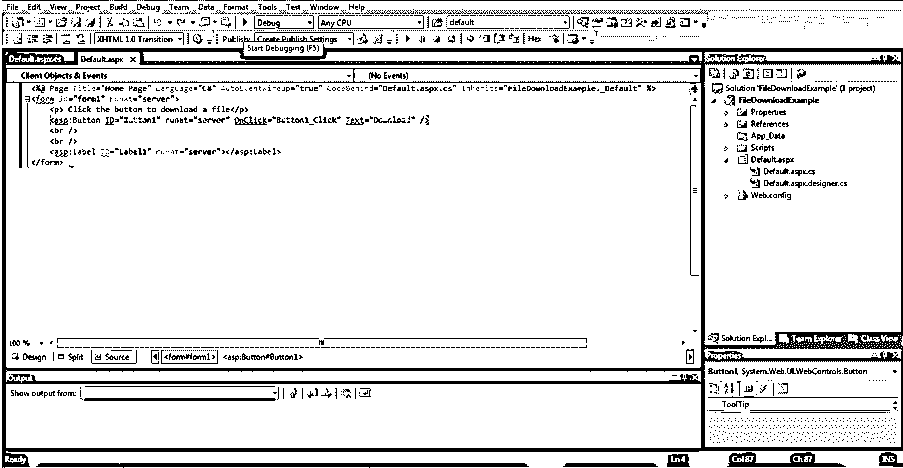 File Edit View Project Build Debug Team Data Format Tools Test Window Help
Debug Any CPU default
XHTML 1.0 Transition Publish: Create Publish Settings Hex
Start Debugging (F5)
Default.aspx.cs Default.aspx
Client Objects & Events (No Events)
<%@ Page Title="Home Page" Language="C#" AutoEventWireup="true" CodeBehind="Default.aspx.cs" Inherits="FileDownloadExample._Default" %>
<form id="form1" runat="server">
<p> Click the button to download a file</p>
<asp:Button ID="Button1" runat="server" OnClick="Button1_Click" Text="Download" />
<br />
<br />
<asp:Label ID="Label1" runat="server"></asp:Label>
</form>
100 %
Design Split Source <form#form1> <asp:Button#Button1>
Output
Show output from:
Solution Explorer
Solution 'FileDownloadExample' (1 project)
FileDownloadExample
Properties
References
App_Data
Scripts
Default.aspx
Default.aspx.cs
Default.aspx.designer.cs
Web.config
Solution Expl... Team Explorer Class View
Properties
Button1 System.Web.UI.WebControls.Button
ToolTip
Ready Ln 4 Col 87 Ch 87 INS